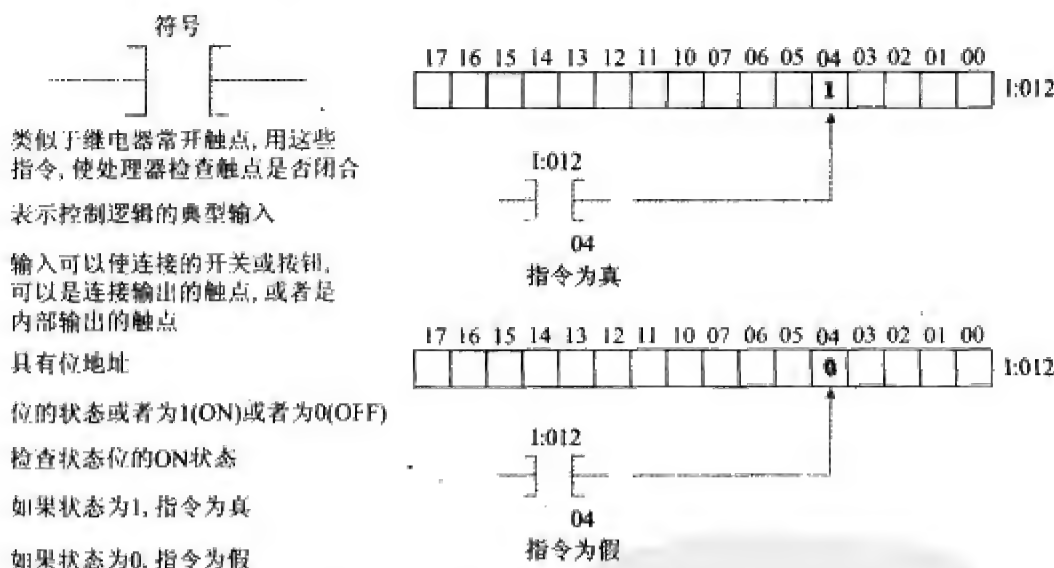 符号
类似于继电器常开触点, 用这些
指令, 使处理器检查触点是否闭合
表示控制逻辑的典型输入
输入可以使连接的开关或按钮,
可以是连接输出的触点, 或者是
内部输出的触点
具有位地址
位的状态或者为1(ON)或者为0(OFF)
检查状态位的ON状态
如果状态为1, 指令为真
如果状态为0, 指令为假
17 16 15 14 13 12 11 10 07 06 05 04 03 02 01 00
1 I:012
I:012
04
指令为真
17 16 15 14 13 12 11 10 07 06 05 04 03 02 01 00
0 I:012
I:012
04
指令为假